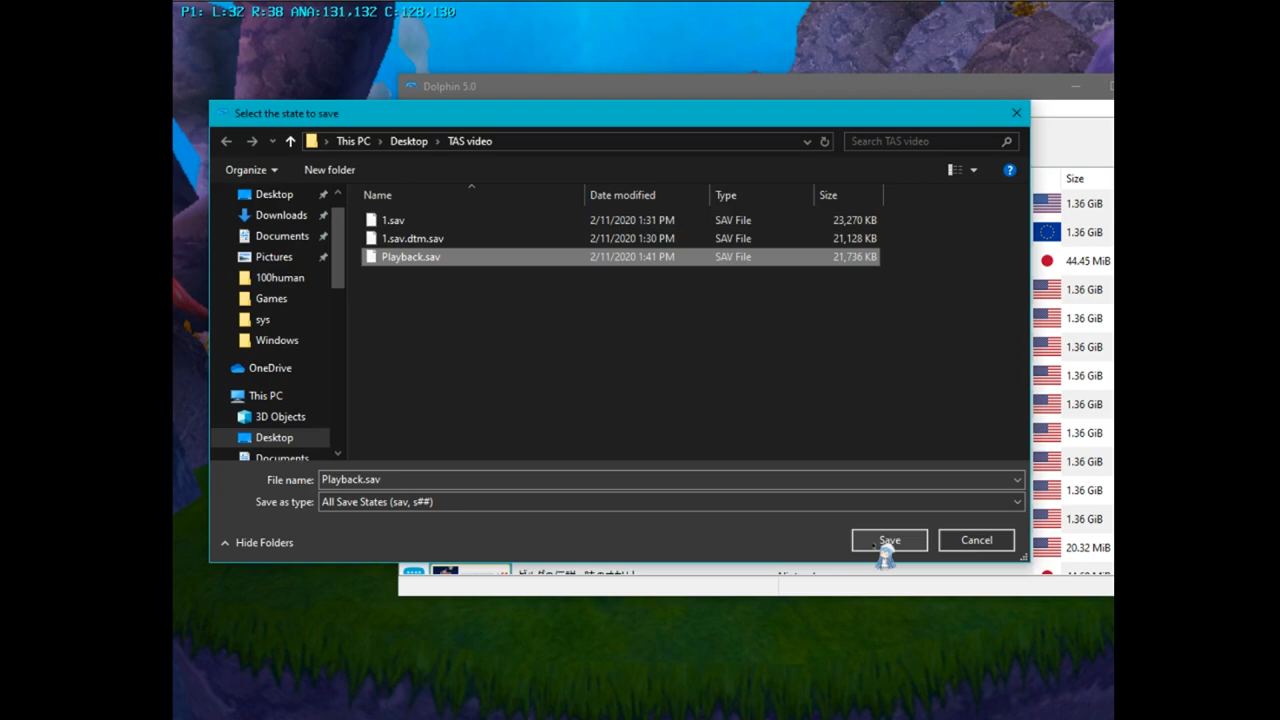 P1: L:32 R:38 ANA:131,132 C:128,130
Dolphin 5.0
Select the state to save
This PC > Desktop > TAS video
Search TAS video
Organize
New folder
Name Date modified Type Size
1.sav 2/11/2020 1:31 PM SAV File 23,270 KB
1.sav.dtm.sav 2/11/2020 1:30 PM SAV File 21,128 KB
Playback.sav 2/11/2020 1:41 PM SAV File 21,736 KB
Desktop
Downloads
Documents
Pictures
100human
Games
sys
Windows
OneDrive
This PC
3D Objects
Desktop
Documents
File name: Playback.sav
Save as type: All Save States (sav, s##)
Hide Folders
Save
Cancel
Size
1.36 GiB
1.36 GiB
44.45 MiB
1.36 GiB
1.36 GiB
1.36 GiB
1.36 GiB
1.36 GiB
1.36 GiB
1.36 GiB
1.36 GiB
1.36 GiB
20.32 MiB